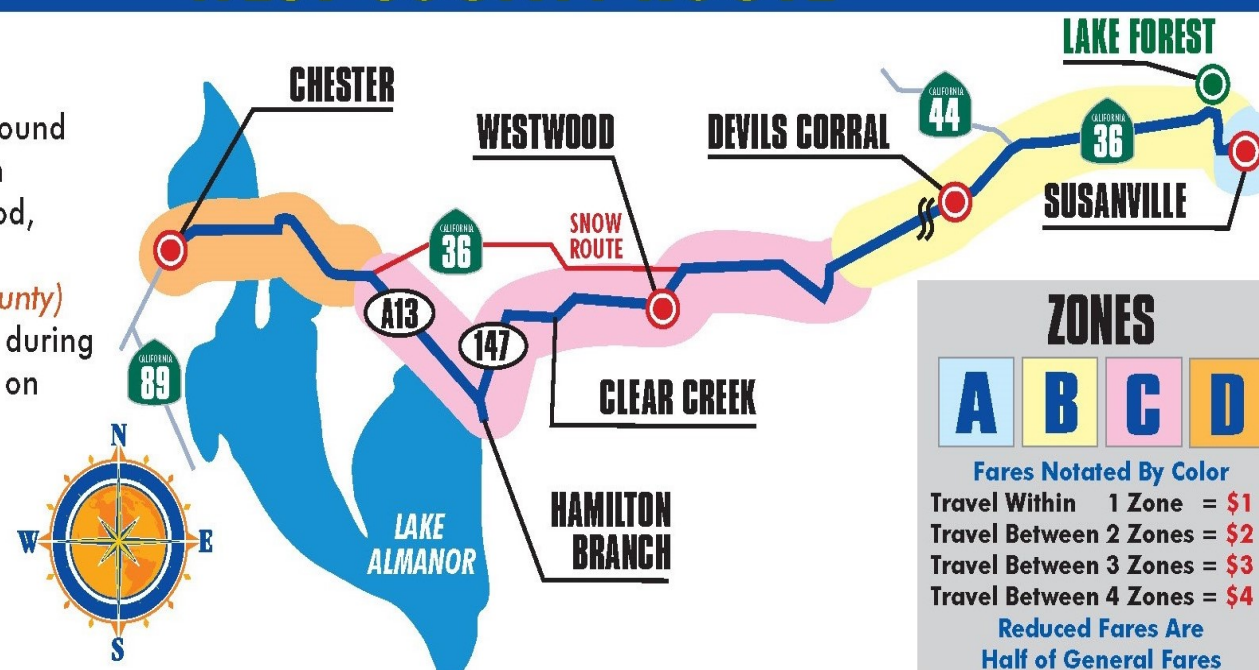 LAKE FOREST
CHESTER
ound
WESTWOOD
DEVILS CORRAL
CALIFORNIA
44
CALIFORNIA
36
od,
SUSANVILLE
SNOW
ROUTE
CALIFORNIA
36
unty)
A13
during
147
on
CALIFORNIA
89
CLEAR CREEK
N
W
E
S
LAKE
ALMANOR
HAMILTON
BRANCH
ZONES
A B C D
Fares Notated By Color
Travel Within 1 Zone = $1
Travel Between 2 Zones = $2
Travel Between 3 Zones = $3
Travel Between 4 Zones = $4
Reduced Fares Are
Half of General Fares